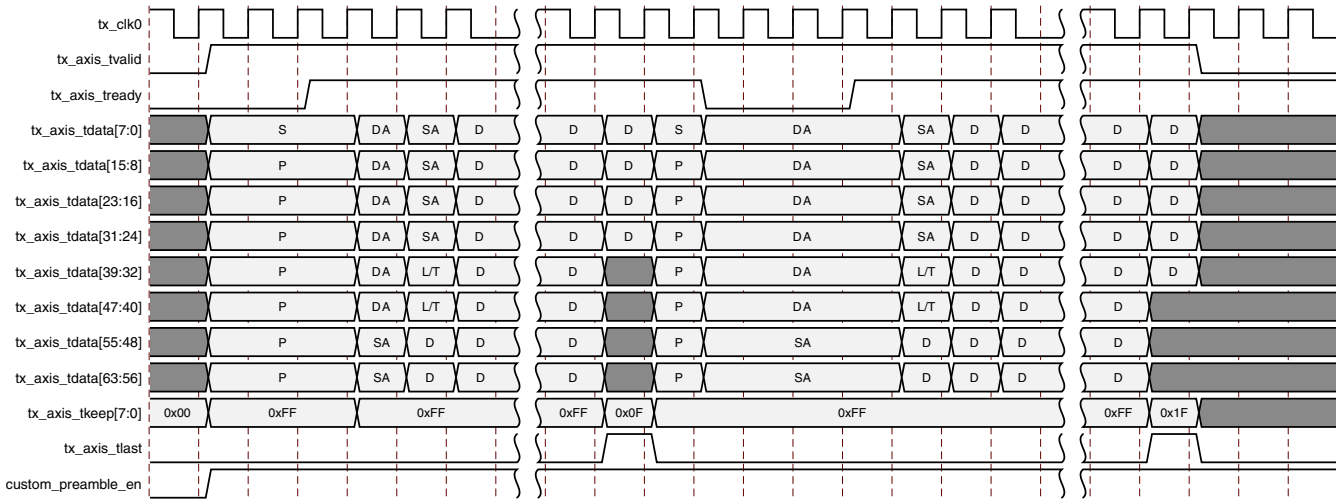 tx_clk0
tx_axis_tvalid
tx_axis_tready
tx_axis_tdata[7:0] S DA SA D D D S DA SA D D D D
tx_axis_tdata[15:8] P DA SA D D D P DA SA D D D D
tx_axis_tdata[23:16] P DA SA D D D P DA SA D D D D
tx_axis_tdata[31:24] P DA SA D D D P DA SA D D D D
tx_axis_tdata[39:32] P DA L/T D D P DA L/T D D D D
tx_axis_tdata[47:40] P DA L/T D D P DA L/T D D D
tx_axis_tdata[55:48] P SA D D D P SA D D D D
tx_axis_tdata[63:56] P SA D D D P SA D D D D
tx_axis_tkeep[7:0] 0x00 0xFF 0xFF 0xFF 0x0F 0xFF 0xFF 0x1F
tx_axis_tlast
custom_preamble_en